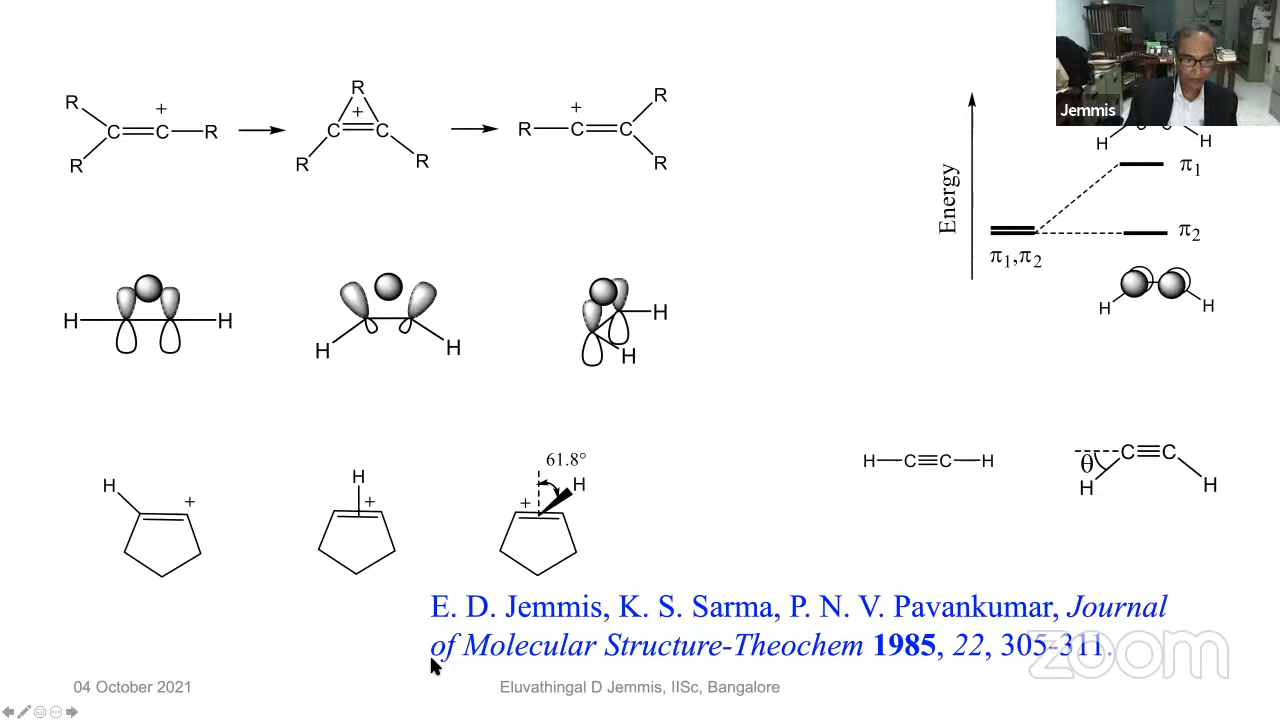 Jemmis
R
+
R
C
C
R
R
+
C
C
R
R
+
R
C
C
R
R
Energy
H
H
π1
π2
π1,π2
H
H
H
H
H
H
H
H
H
+
H
+
61.8°
+
H
H—C≡C—H
C≡C
θ
H
H
E. D. Jemmis, K. S. Sarma, P. N. V. Pavankumar, Journal
of Molecular Structure-Theochem 1985, 22, 305-311.
zoom
04 October 2021
Eluvathingal D Jemmis, IISc, Bangalore